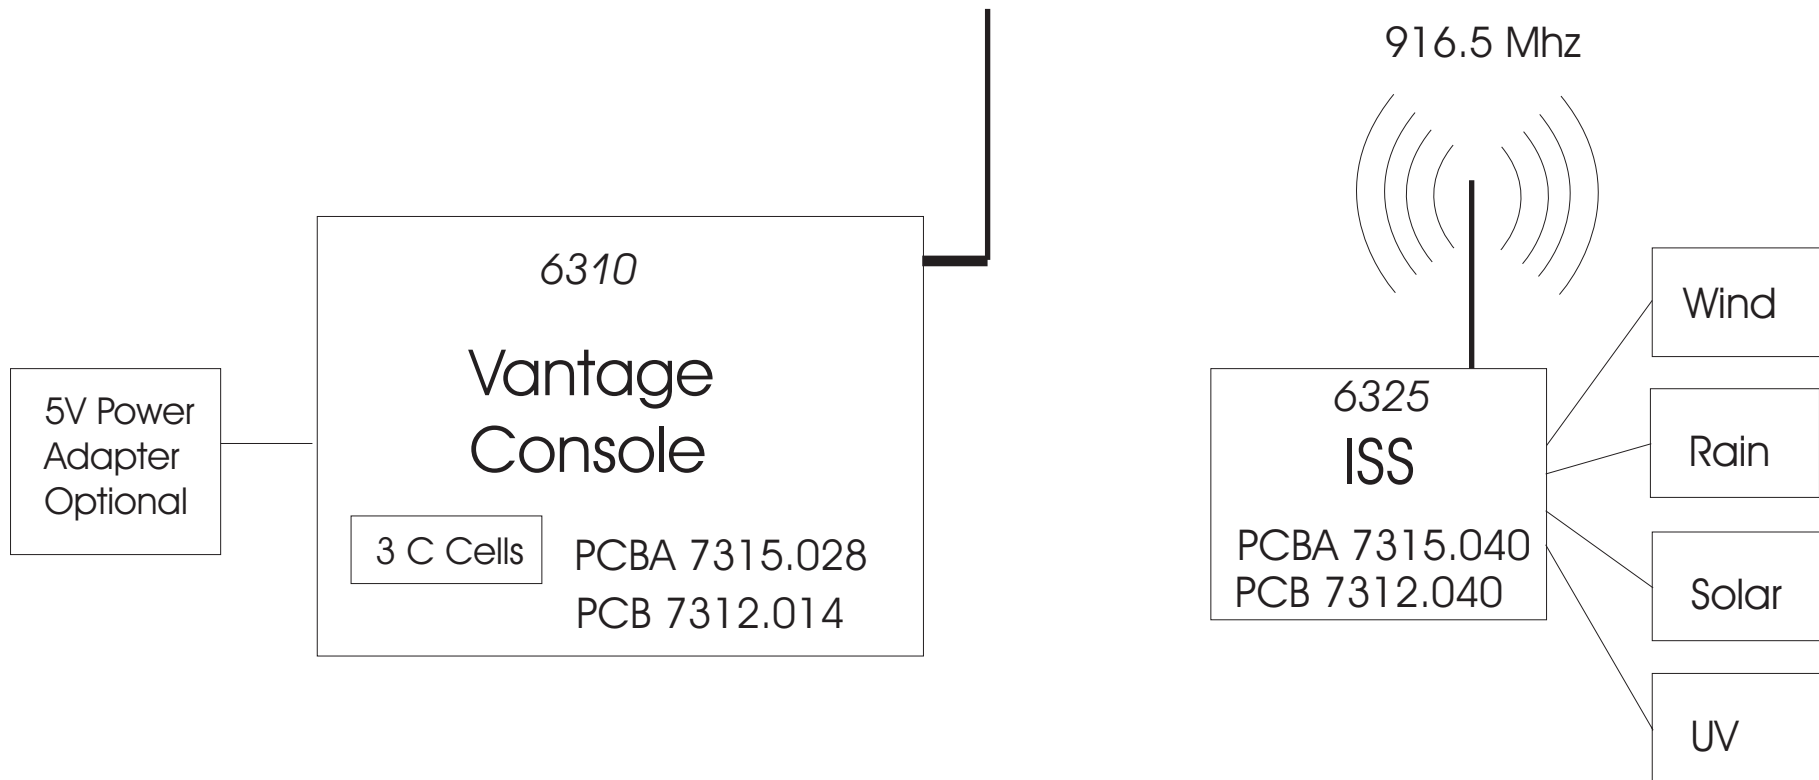 916.5 Mhz
6310
Vantage
Console
3 C Cells
PCBA 7315.028
PCB 7312.014
5V Power
Adapter
Optional
6325
ISS
PCBA 7315.040
PCB 7312.040
Wind
Rain
Solar
UV